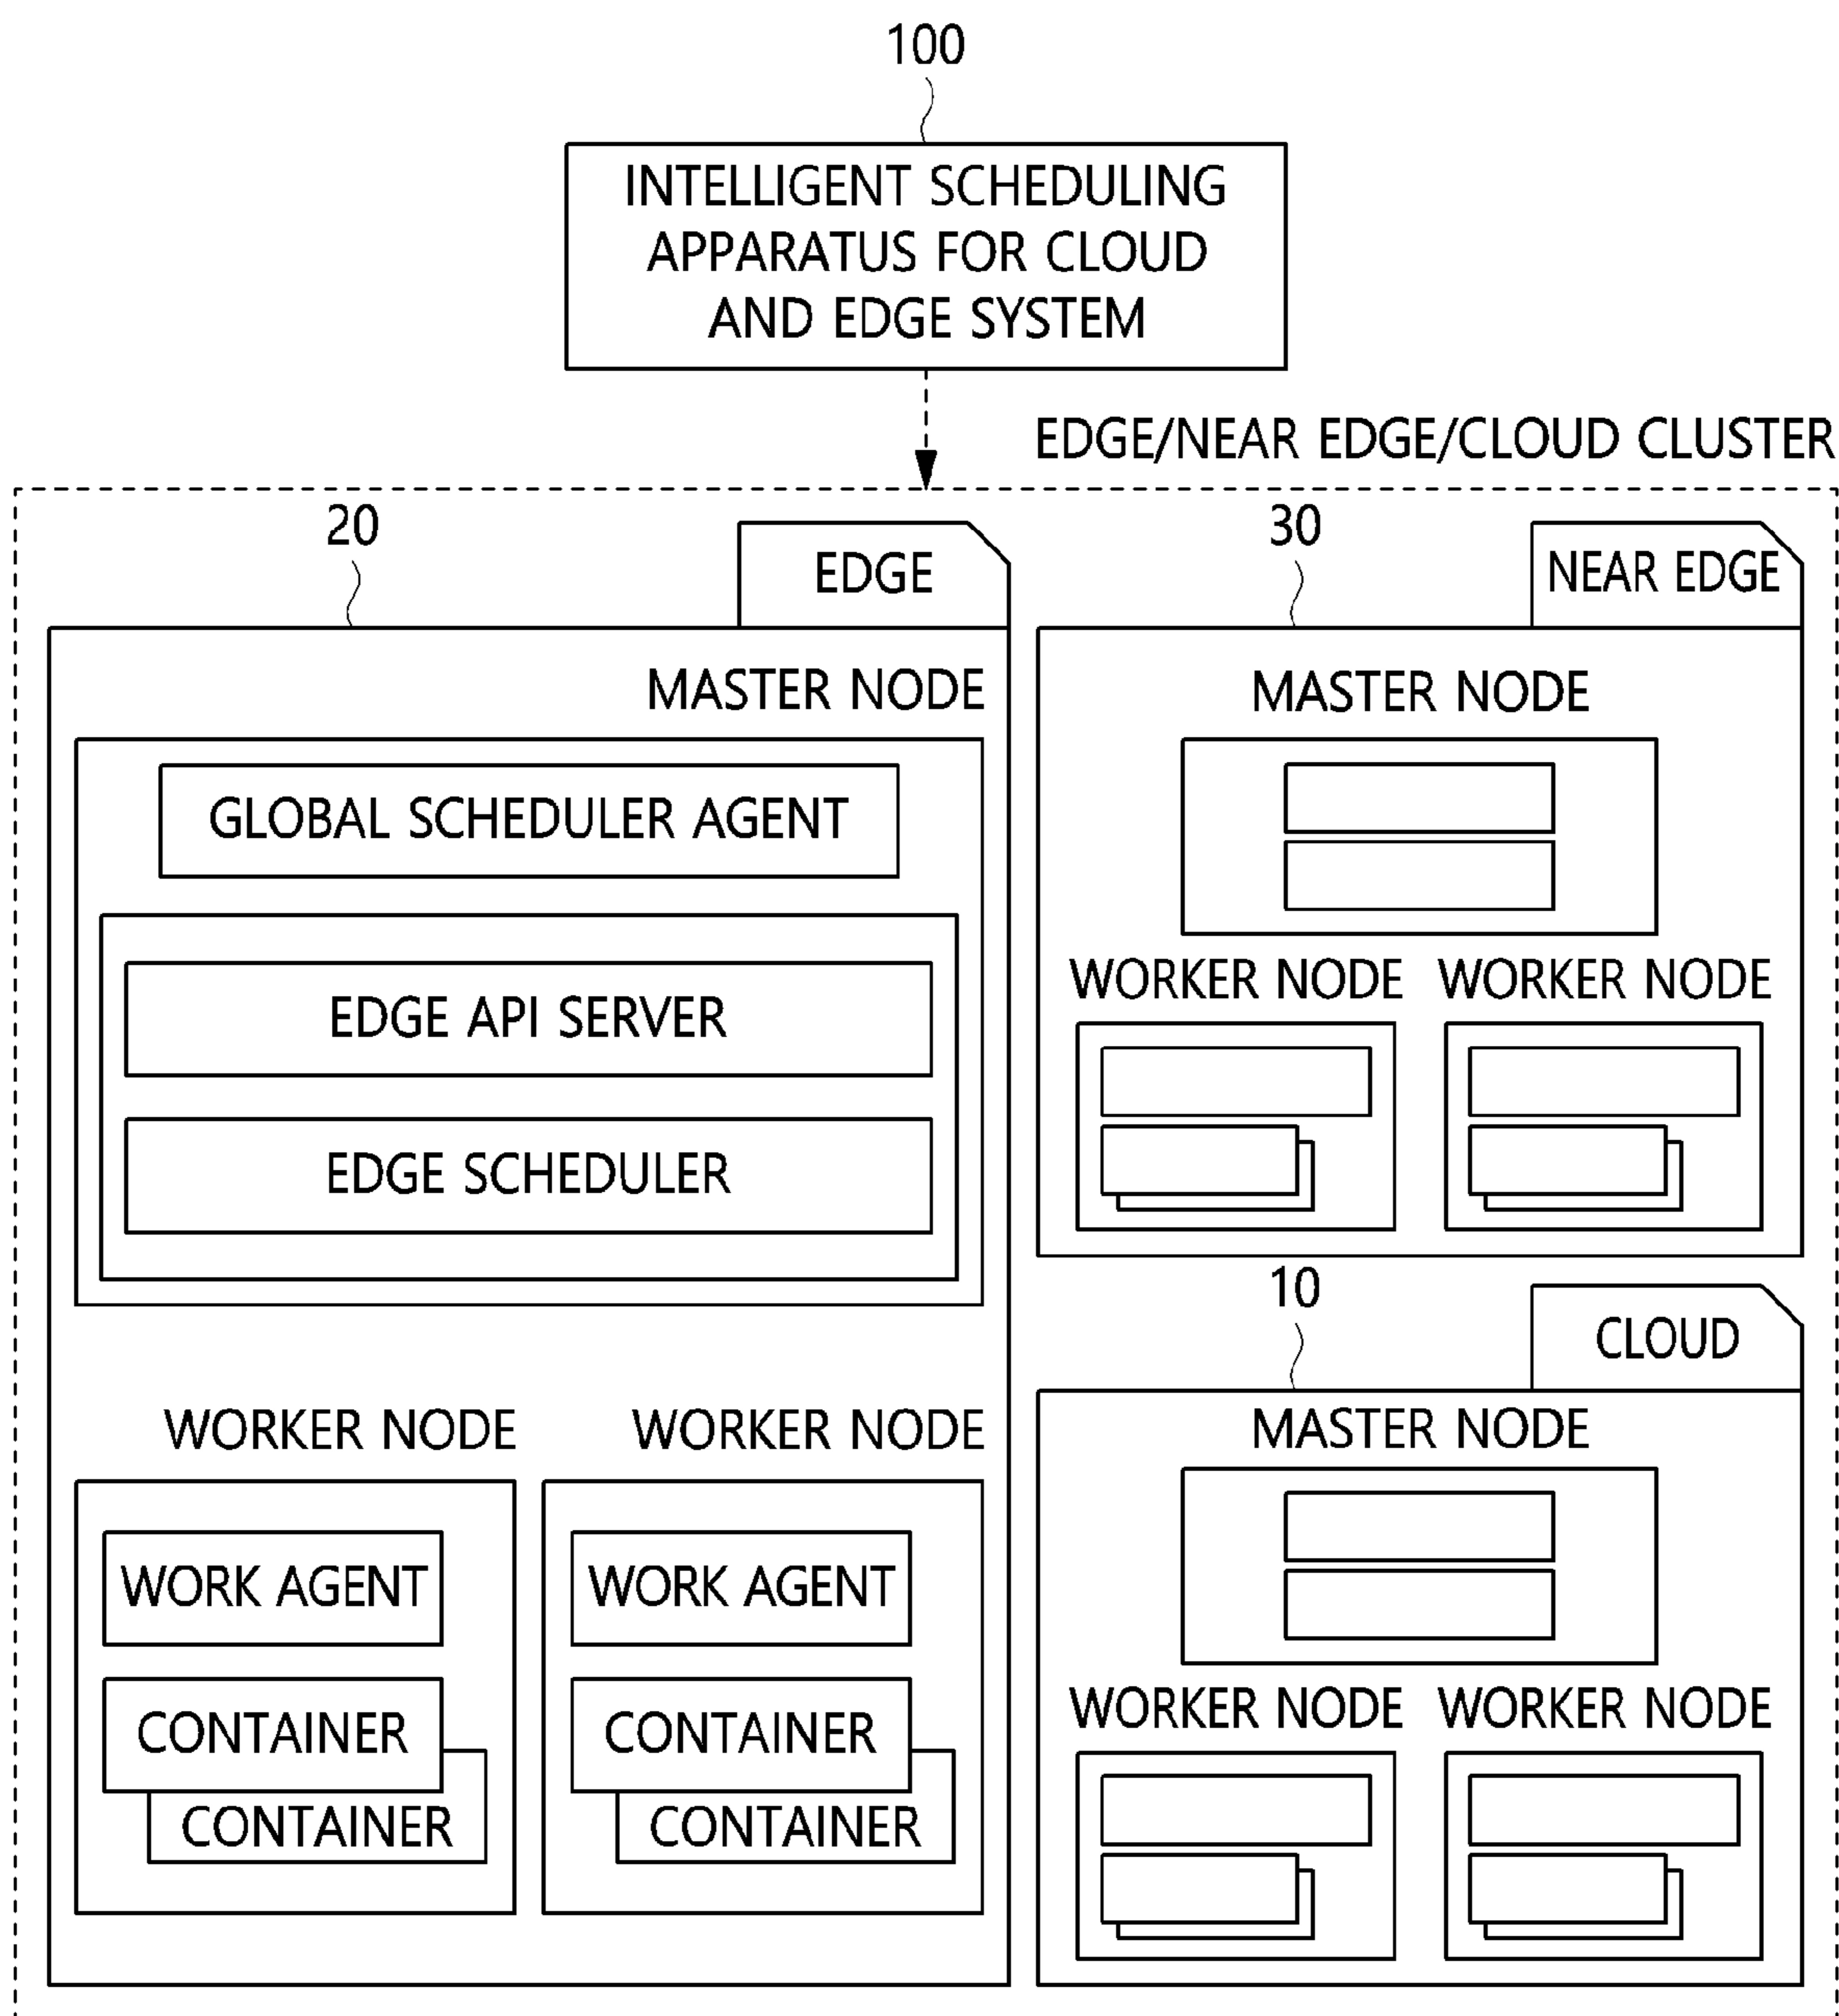 100
INTELLIGENT SCHEDULING
APPARATUS FOR CLOUD
AND EDGE SYSTEM
EDGE/NEAR EDGE/CLOUD CLUSTER
20
EDGE
MASTER NODE
GLOBAL SCHEDULER AGENT
EDGE API SERVER
EDGE SCHEDULER
WORKER NODE
WORK AGENT
CONTAINER
CONTAINER
WORKER NODE
WORK AGENT
CONTAINER
CONTAINER
30
NEAR EDGE
MASTER NODE
WORKER NODE
WORKER NODE
10
CLOUD
MASTER NODE
WORKER NODE
WORKER NODE